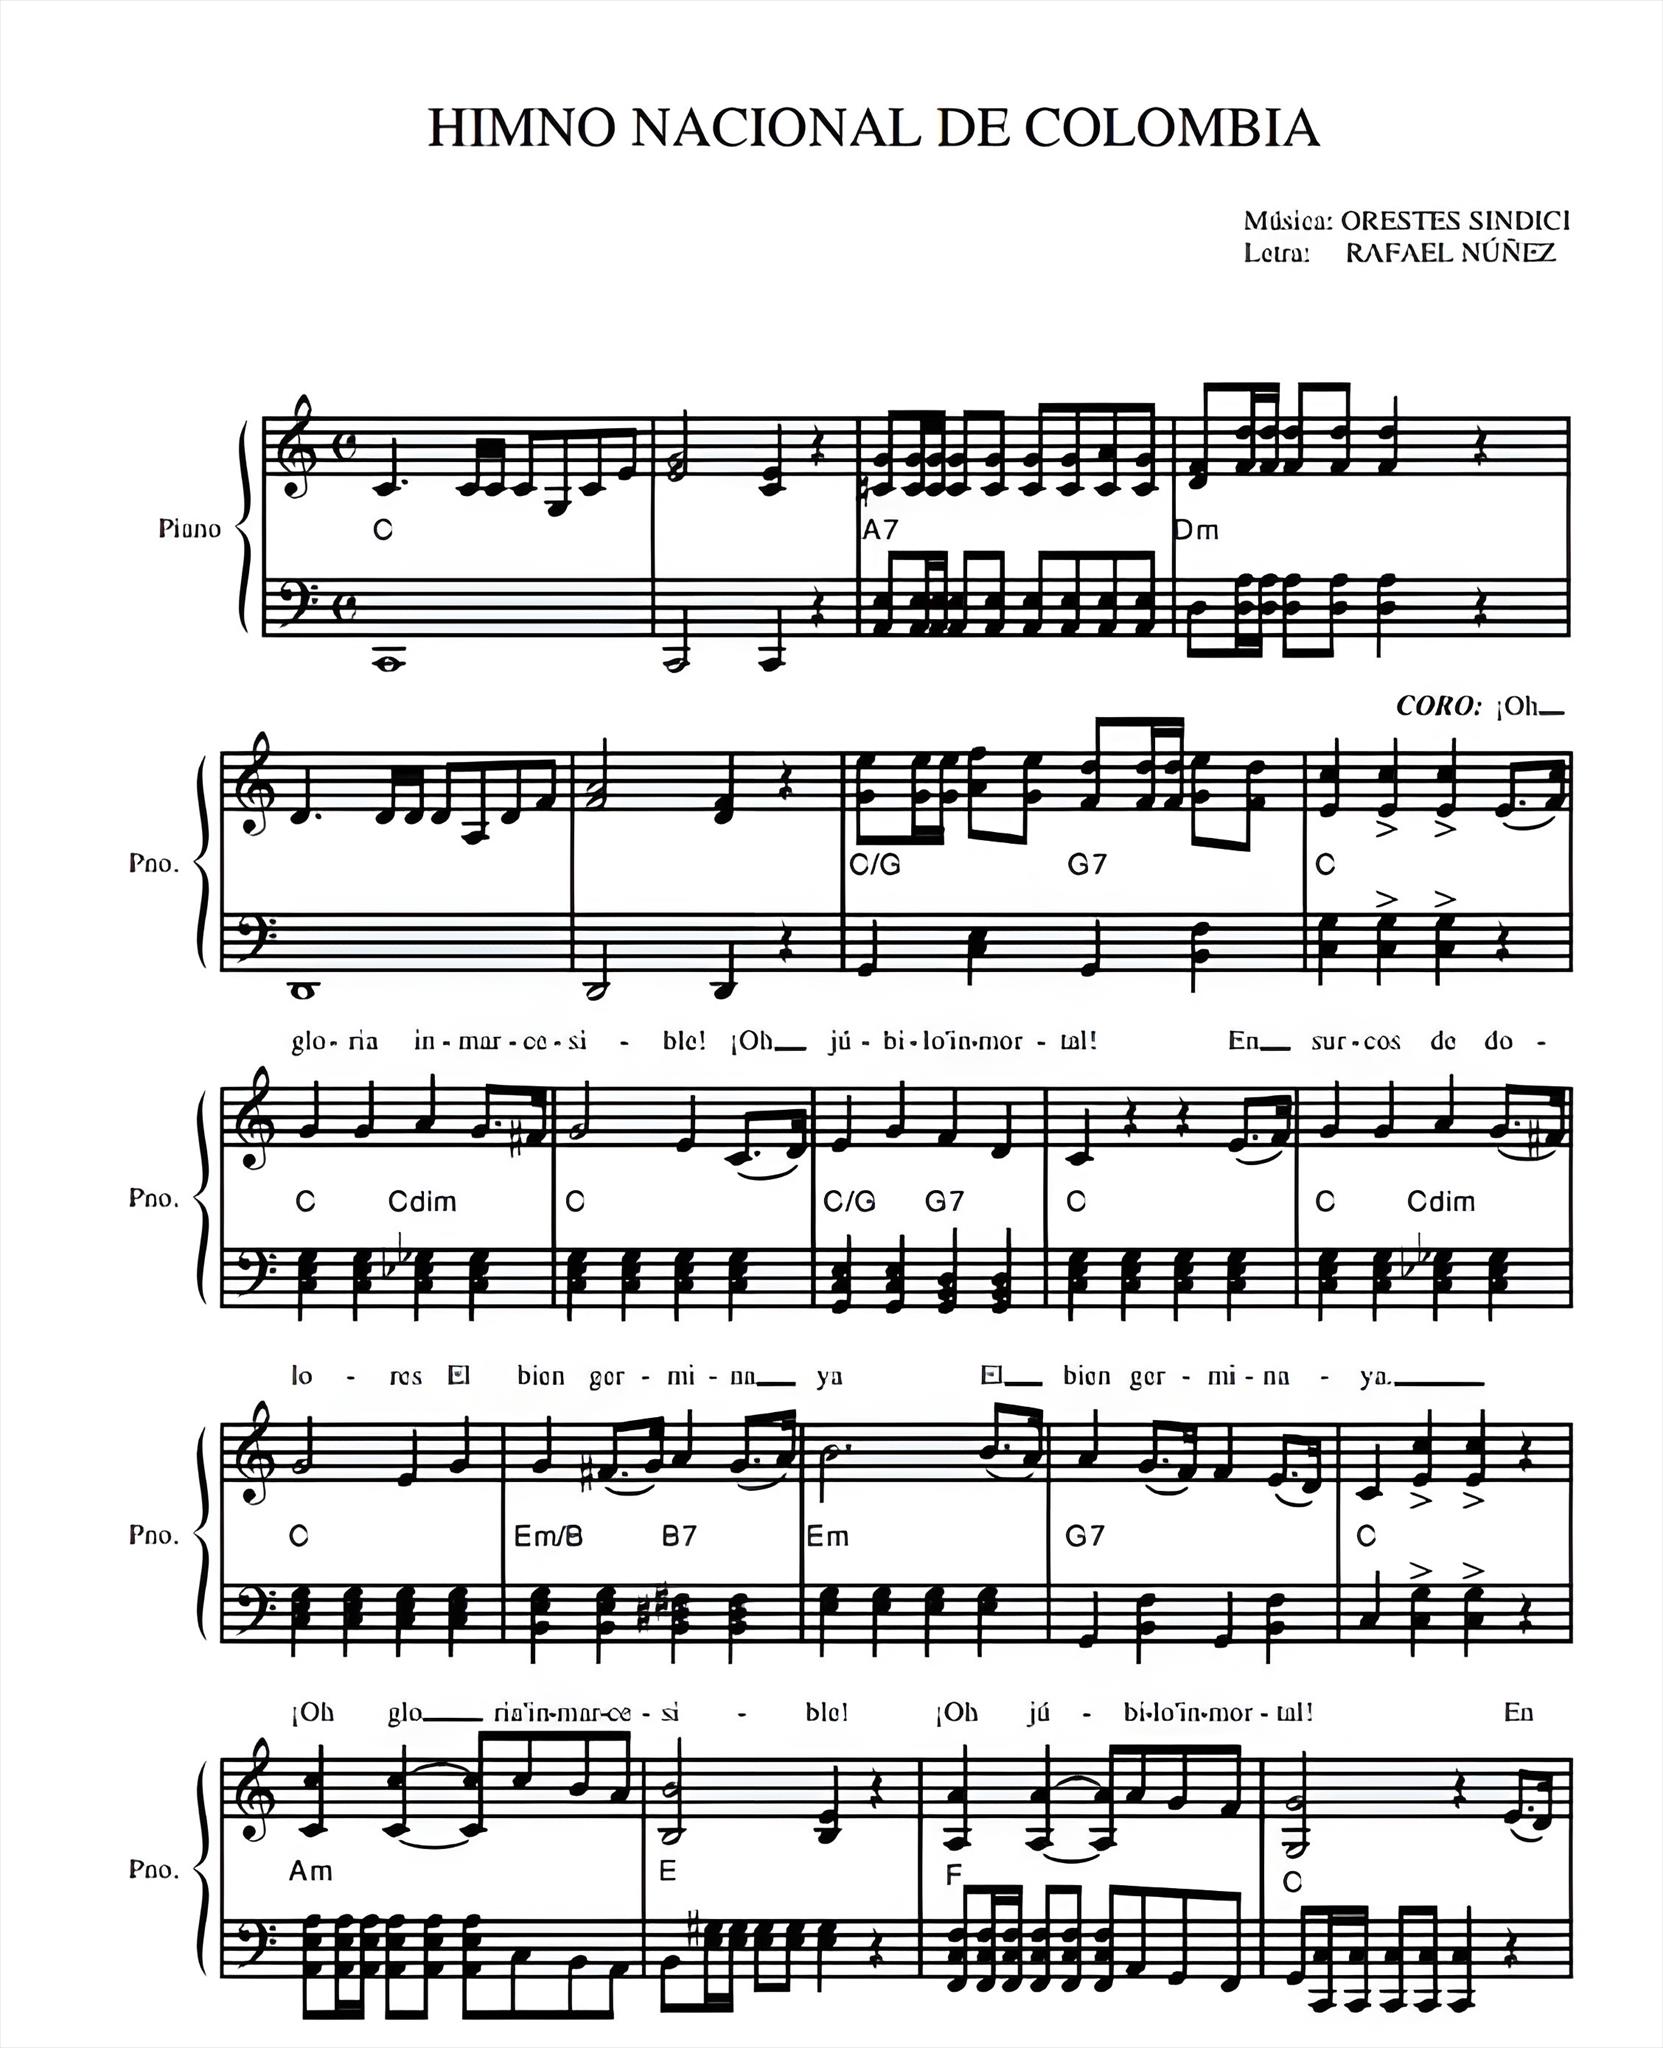 HIMNO NACIONAL DE COLOMBIA
Música: ORESTES SINDICI
Letra: RAFAEL NÚÑEZ
Piano
C A7 Dm
CORO: ¡Oh
Pno.
C/G G7 C
glo - ria in - mar - ce - si - ble! ¡Oh jú - bi - lo in - mor - tal! En sur - cos de do -
Pno.
C Cdim C C/G G7 C C Cdim
lo - res El bien ger - mi - na ya El bien ger - mi - na - ya.
Pno.
C Em/B B7 Em G7 C
¡Oh glo ria in - mar - ce - si - ble! ¡Oh jú - bi - lo in - mor - tal! En
Pno.
Am E F C